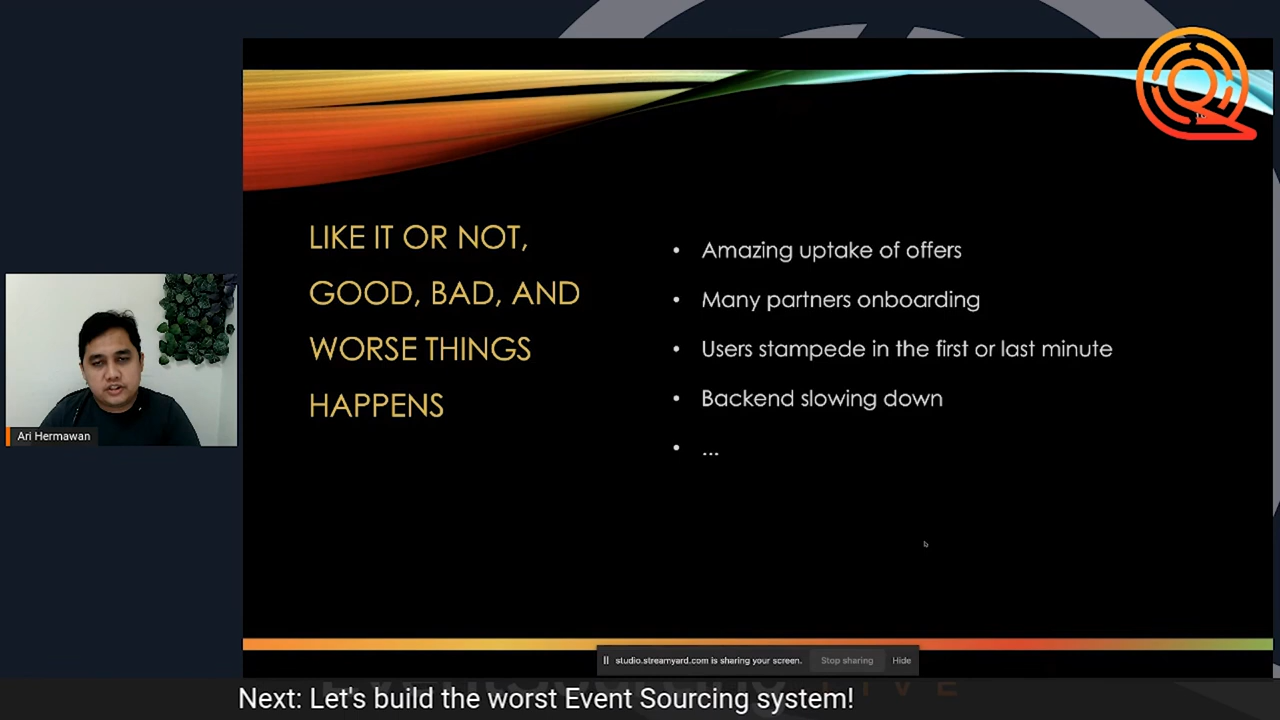 LIKE IT OR NOT,
GOOD, BAD, AND
WORSE THINGS
HAPPENS
• Amazing uptake of offers
• Many partners onboarding
• Users stampede in the first or last minute
• Backend slowing down
• ...
Ari Hermawan
studio.streamyard.com is sharing your screen. Stop sharing Hide
Next: Let's build the worst Event Sourcing system!